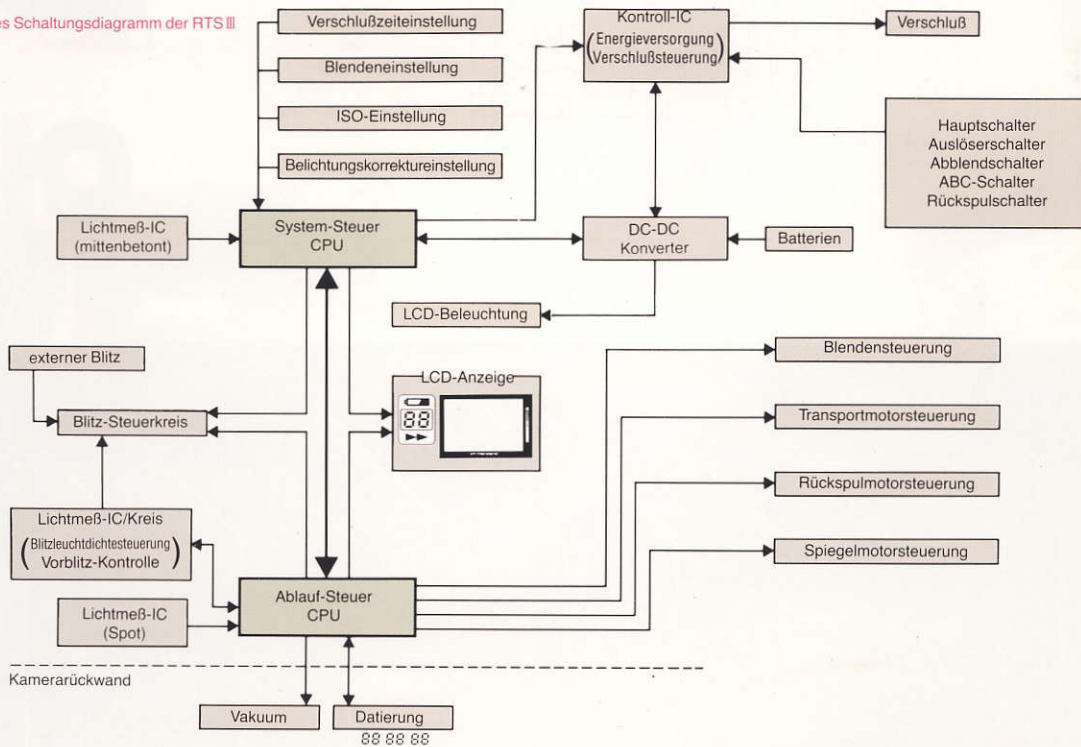 es Schaltungsdiagramm der RTS III
Verschlußzeiteinstellung
Blendeneinstellung
ISO-Einstellung
Belichtungskorrektureinstellung
Kontroll-IC
(Energieversorgung
Verschlußsteuerung)
Verschluß
Hauptschalter
Auslöserschalter
Abblendschalter
ABC-Schalter
Rückspulschalter
Lichtmeß-IC
(mittenbetont)
System-Steuer
CPU
DC-DC
Konverter
Batterien
LCD-Beleuchtung
externer Blitz
Blitz-Steuerkreis
LCD-Anzeige
88
Blendensteuerung
Transportmotorsteuerung
Rückspulmotorsteuerung
Spiegelmotorsteuerung
Lichtmeß-IC/Kreis
(Blitzleuchtdichtesteuerung
Vorblitz-Kontrolle)
Lichtmeß-IC
(Spot)
Ablauf-Steuer
CPU
Kamerarückwand
Vakuum
Datierung
88 88 88